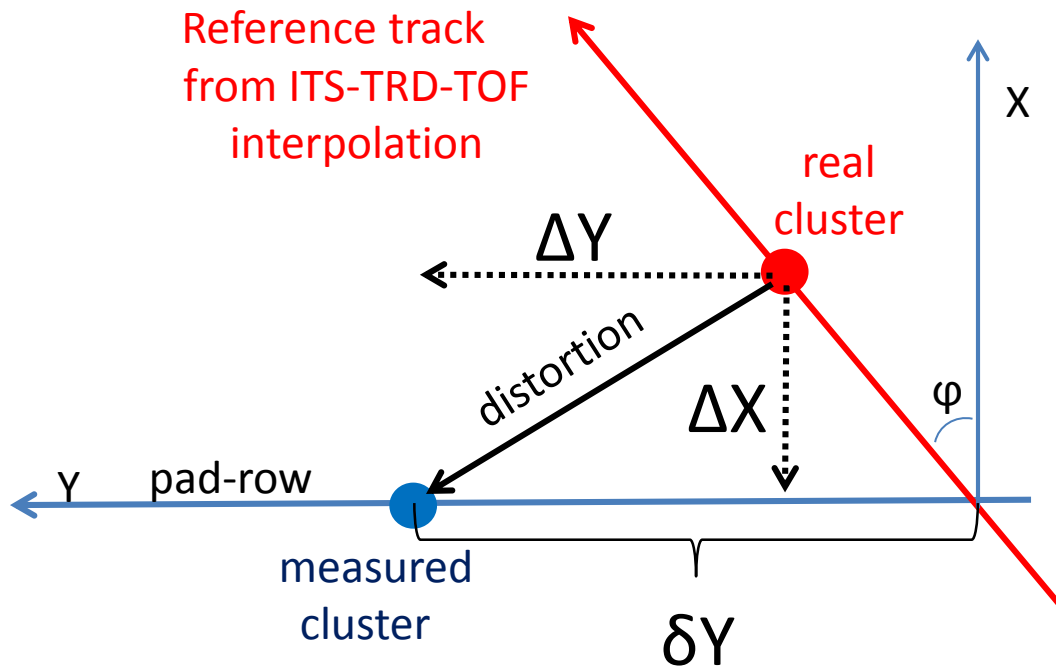 Reference track
from ITS-TRD-TOF
interpolation
X
real
cluster
ΔY
distortion
ΔX
φ
Y
pad-row
measured
cluster
δY